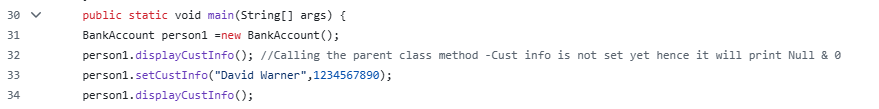 30 public static void main(String[] args) {
31 BankAccount person1 =new BankAccount();
32 person1.displayCustInfo(); //Calling the parent class method -Cust info is not set yet hence it will print Null & 0
33 person1.setCustInfo("David Warner",1234567890);
34 person1.displayCustInfo();